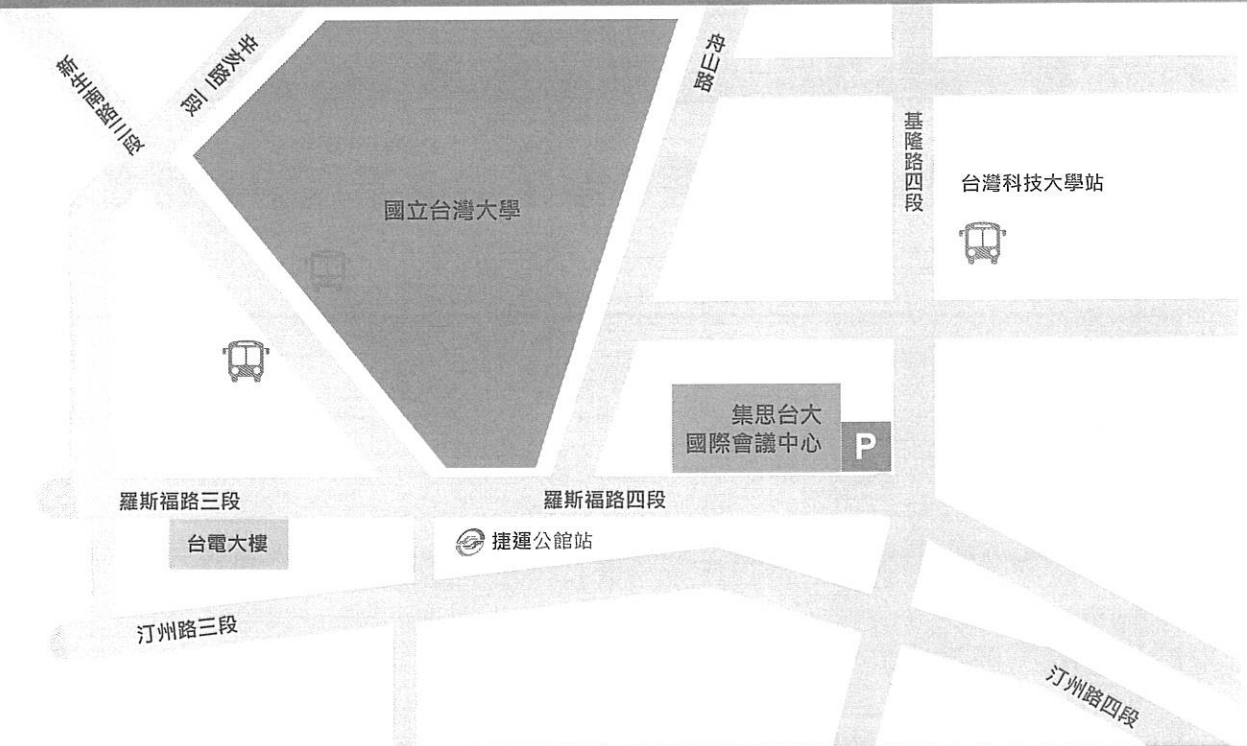 辛亥路一段
新生南路三段
舟山路
基隆路四段
台灣科技大學站
國立台灣大學
集思台大
國際會議中心
P
羅斯福路三段
羅斯福路四段
台電大樓
捷運公館站
汀州路三段
汀州路四段